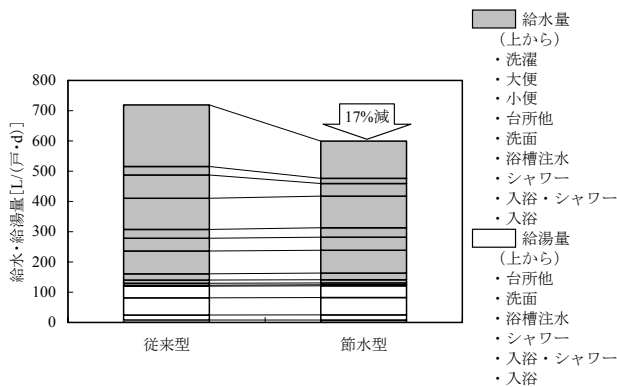 給水量
(上から)
・洗濯
・大便
・小便
・台所他
・洗面
・浴槽注水
・シャワー
・入浴・シャワー
・入浴
給湯量
(上から)
・台所他
・洗面
・浴槽注水
・シャワー
・入浴・シャワー
・入浴
給水・給湯量[L/(戸・d)]
800
700
600
500
400
300
200
100
0
17%減
従来型
節水型